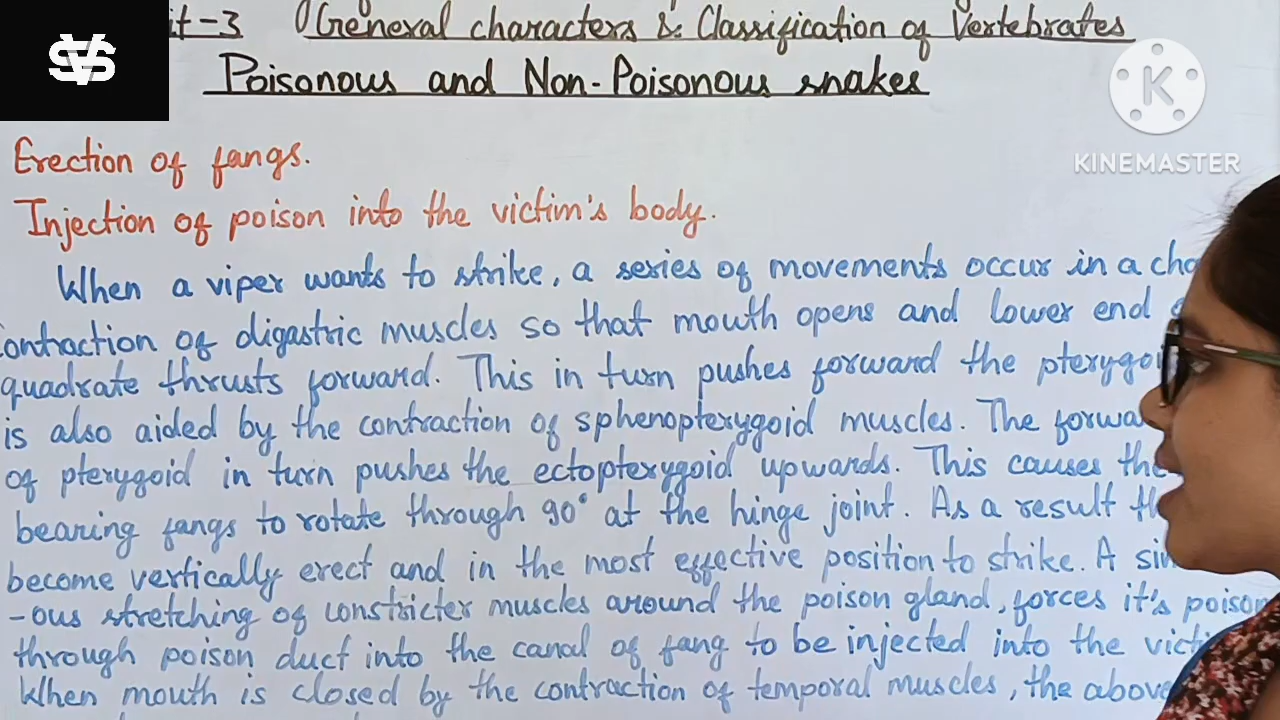 it-3 General characters & Classification of Vertebrates
Poisonous and Non-Poisonous snakes
SVS
K
KINEMASTER
Erection of fangs.
Injection of poison into the victim's body.
When a viper wants to strike, a series of movements occur in a cha
ontraction of digastric muscles so that mouth opens and lower end
quadrate thrusts forward. This in turn pushes forward the pterygoi
is also aided by the contraction of sphenopterygoid muscles. The forwa
of pterygoid in turn pushes the ectopterygoid upwards. This causes the
bearing fangs to rotate through 90° at the hinge joint. As a result th
become vertically erect and in the most effective position to strike. A sim
-ous stretching of constricter muscles around the poison gland, forces it's poison
through poison duct into the canal of fang to be injected into the victi
When mouth is closed by the contraction of temporal muscles, the above